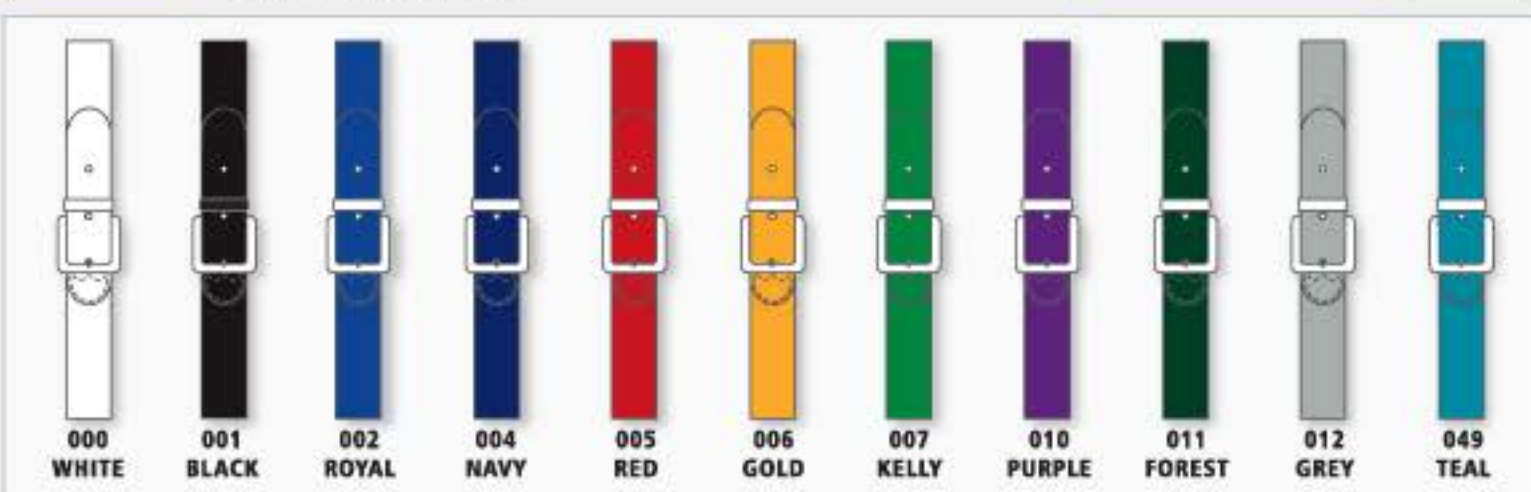 000 001 002 004 005 006 007 010 011 012 049
WHITE BLACK ROYAL NAVY RED GOLD KELLY PURPLE FOREST GREY TEAL